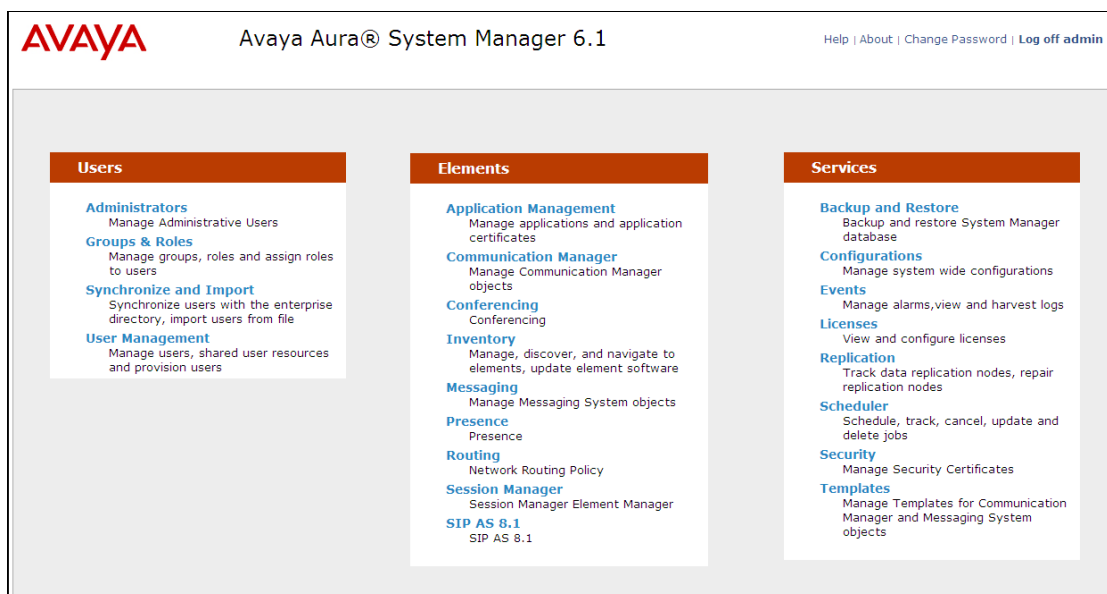 AVAYA
Avaya Aura® System Manager 6.1
Help | About | Change Password | Log off admin
Users
Administrators
Manage Administrative Users
Groups & Roles
Manage groups, roles and assign roles
to users
Synchronize and Import
Synchronize users with the enterprise
directory, import users from file
User Management
Manage users, shared user resources
and provision users
Elements
Application Management
Manage applications and application
certificates
Communication Manager
Manage Communication Manager
objects
Conferencing
Conferencing
Inventory
Manage, discover, and navigate to
elements, update element software
Messaging
Manage Messaging System objects
Presence
Presence
Routing
Network Routing Policy
Session Manager
Session Manager Element Manager
SIP AS 8.1
SIP AS 8.1
Services
Backup and Restore
Backup and restore System Manager
database
Configurations
Manage system wide configurations
Events
Manage alarms,view and harvest logs
Licenses
View and configure licenses
Replication
Track data replication nodes, repair
replication nodes
Scheduler
Schedule, track, cancel, update and
delete jobs
Security
Manage Security Certificates
Templates
Manage Templates for Communication
Manager and Messaging System
objects